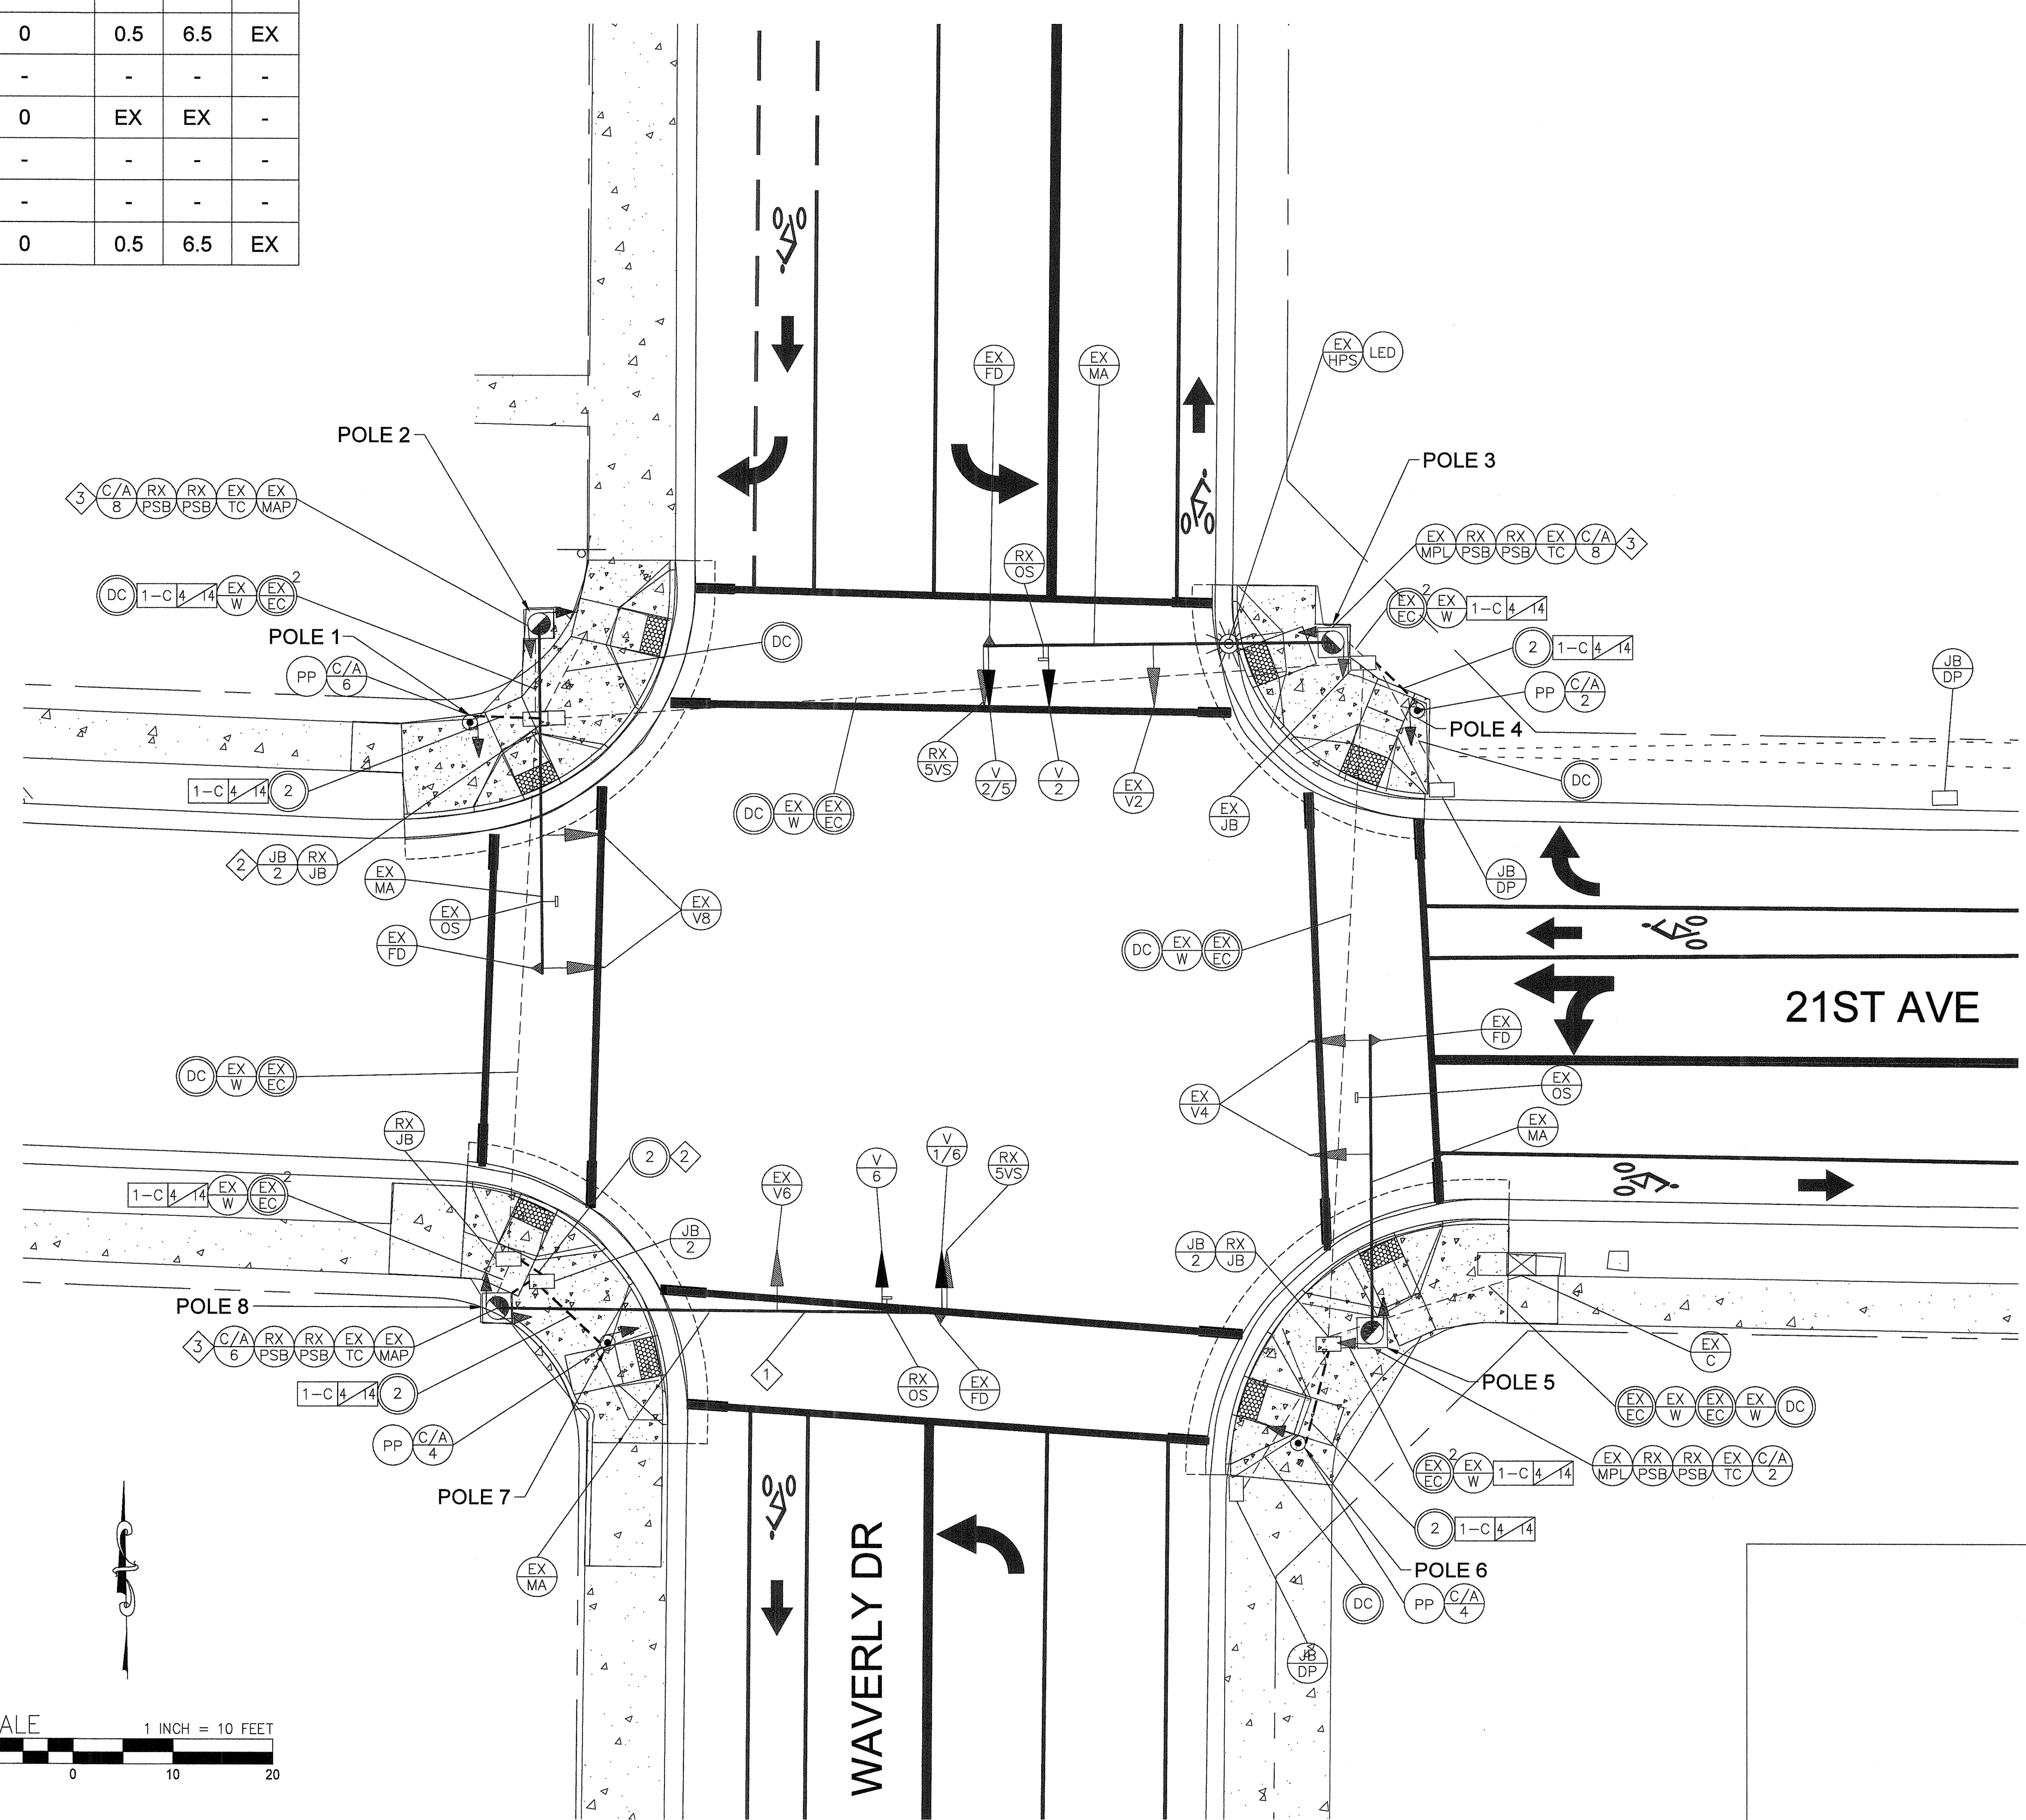 0 0.5 6.5 EX
- - - -
0 EX EX -
- - - -
- - - -
0 0.5 6.5 EX
EX HPS LED
EX FD
EX MA
POLE 2
POLE 3
3 C/A 8 RX PSB RX PSB EX TC EX MAP
EX MPL RX PSB RX PSB EX TC C/A 8 3
RX OS
DC 1-C 4 14 EX W EX EC 2
EX EC 2 EX W 1-C 4 14
POLE 1
DC
2 1-C 4 14
PP C/A 6
PP C/A 2
JB DP
POLE 4
RX 5VS
V 2/5
V 2
EX V2
DC
1-C 4 14 2
DC EX W EX EC
EX JB
2 JB 2 RX JB
EX MA
JB DP
EX OS
EX V8
EX FD
DC EX W EX EC
21ST AVE
EX FD
DC EX W EX EC
EX OS
EX V4
RX JB
EX MA
V 1/6
2 2
V 6
RX 5VS
1-C 4 14 EX W EX EC 2
EX V6
JB 2
JB 2 RX JB
POLE 8
3 C/A 6 RX PSB RX PSB EX TC EX MAP
EX C
1
RX OS
EX FD
POLE 5
1-C 4 14 2
EX EC EX W EX EC EX W DC
PP C/A 4
EX EC 2 EX W 1-C 4 14
EX MPL RX PSB RX PSB EX TC C/A 2
POLE 7
2 1-C 4 14
EX MA
POLE 6
DC
PP C/A 4
JB DP
WAVERLY DR
ALE 1 INCH = 10 FEET
0 10 20